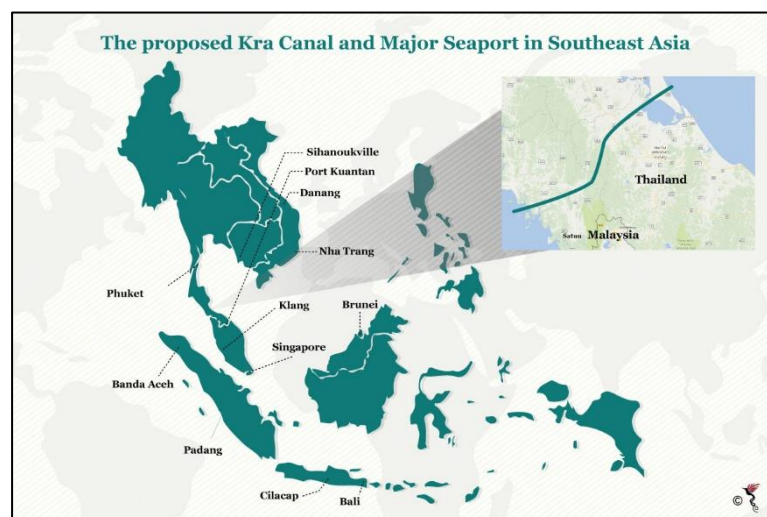 The proposed Kra Canal and Major Seaport in Southeast Asia
Sihanoukville
Port Kuantan
Danang
Thailand
Satun Malaysia
Nha Trang
Phuket
Klang
Brunei
Singapore
Banda Aceh
Padang
Cilacap
Bali
©